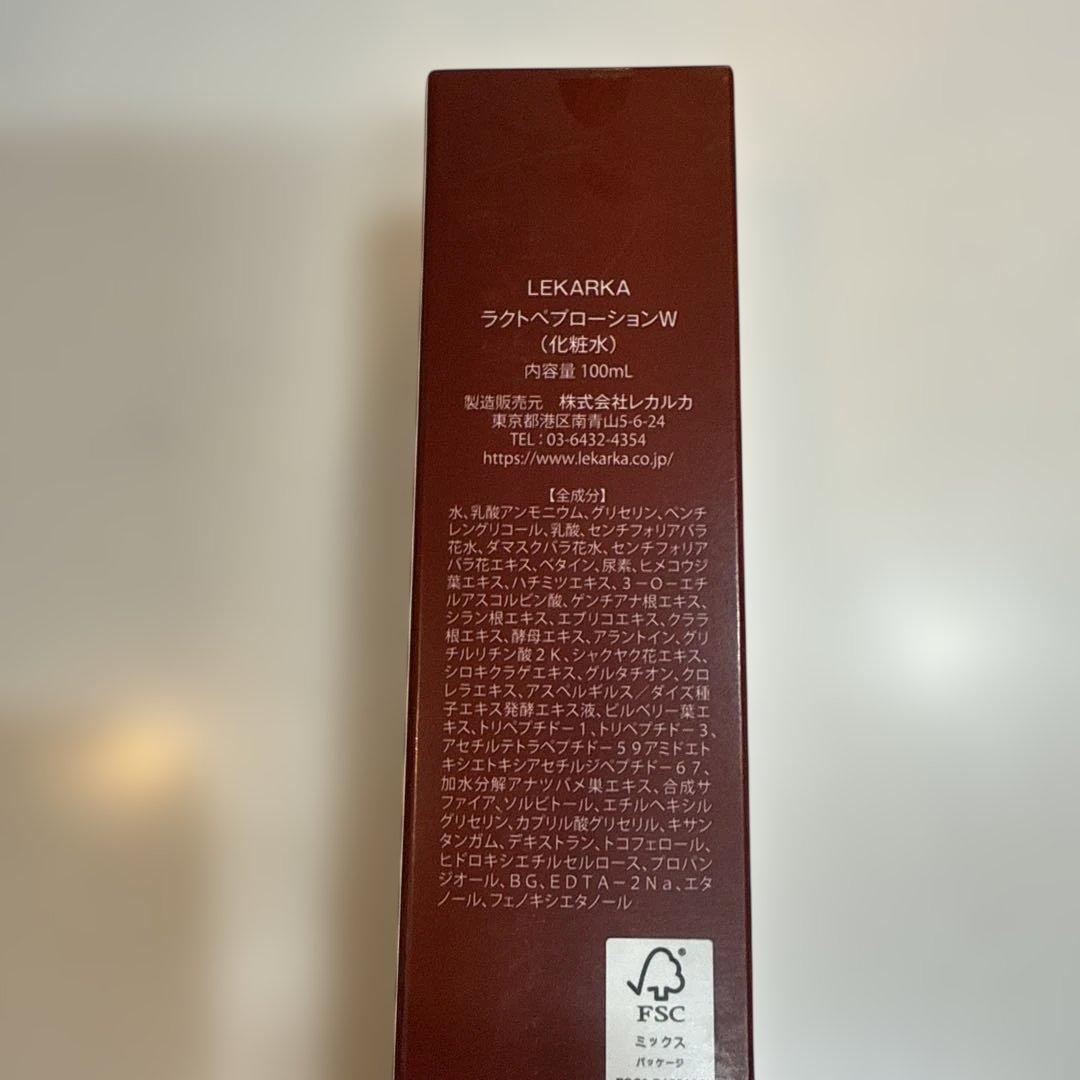 LEKARKA
ラクトペプローションW
（化粧水）
内容量 100mL
製造販売元　株式会社レカルカ
東京都港区南青山5-6-24
TEL：03-6432-4354
https://www.lekarka.co.jp/
【全成分】
水、乳酸アンモニウム、グリセリン、ペンチ
レングリコール、乳酸、センチフォリアバラ
花水、ダマスクバラ花水、センチフォリア
バラ花エキス、ベタイン、尿素、ヒメコウジ
葉エキス、ハチミツエキス、３－Ｏ－エチ
ルアスコルビン酸、ゲンチアナ根エキス、
シラン根エキス、エブリコエキス、クララ
根エキス、酵母エキス、アラントイン、グリ
チルリチン酸２Ｋ、シャクヤク花エキス、
シロキクラゲエキス、グルタチオン、クロ
レラエキス、アスペルギルス／ダイズ種
子エキス発酵エキス液、ビルベリー葉エ
キス、トリペプチド－１、トリペプチド－３、
アセチルテトラペプチド－５９アミドエト
キシエトキシアセチルジペプチド－６７、
加水分解アナツバメ巣エキス、合成サ
ファイア、ソルビトール、エチルヘキシル
グリセリン、カプリル酸グリセリル、キサン
タンガム、デキストラン、トコフェロール、
ヒドロキシエチルセルロース、プロパン
ジオール、ＢＧ、ＥＤＴＡ－２Ｎａ、エタ
ノール、フェノキシエタノール
®
FSC
ミックス
パッケージ